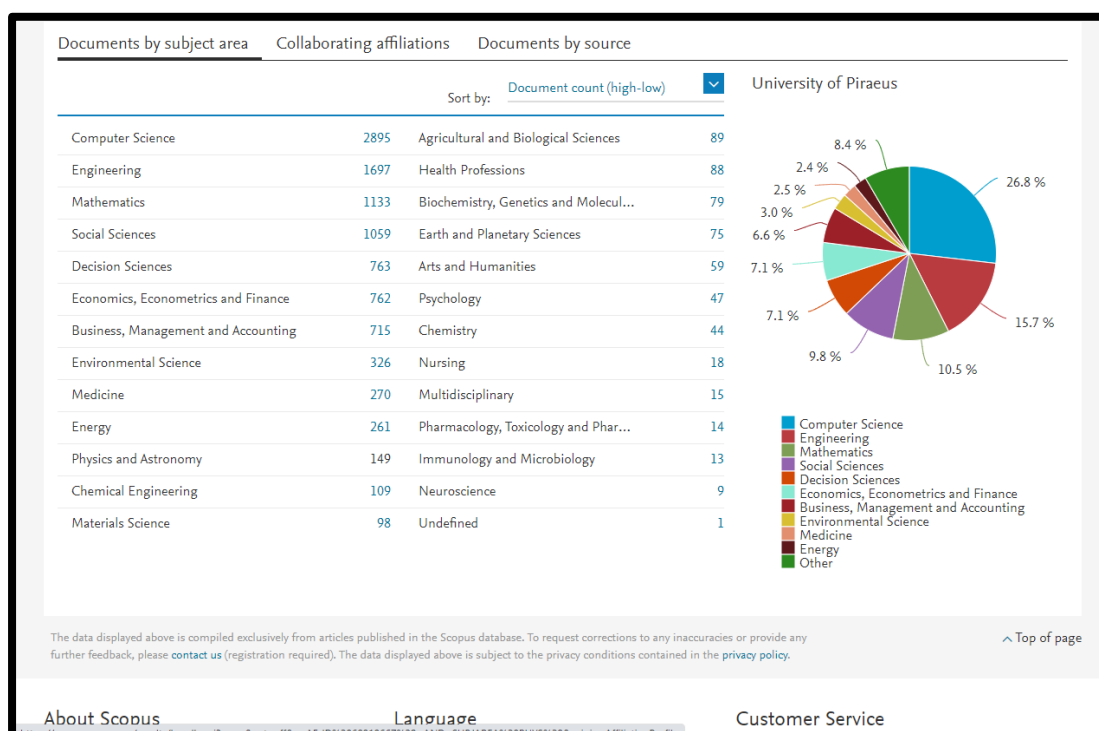 Documents by subject area Collaborating affiliations Documents by source
Sort by: Document count (high-low)
University of Piraeus
Computer Science 2895 Agricultural and Biological Sciences 89
Engineering 1697 Health Professions 88
Mathematics 1133 Biochemistry, Genetics and Molecul... 79
Social Sciences 1059 Earth and Planetary Sciences 75
Decision Sciences 763 Arts and Humanities 59
Economics, Econometrics and Finance 762 Psychology 47
Business, Management and Accounting 715 Chemistry 44
Environmental Science 326 Nursing 18
Medicine 270 Multidisciplinary 15
Energy 261 Pharmacology, Toxicology and Phar... 14
Physics and Astronomy 149 Immunology and Microbiology 13
Chemical Engineering 109 Neuroscience 9
Materials Science 98 Undefined 1
8.4 %
2.4 %
2.5 %
3.0 %
6.6 %
7.1 %
7.1 %
9.8 %
26.8 %
15.7 %
10.5 %
Computer Science
Engineering
Mathematics
Social Sciences
Decision Sciences
Economics, Econometrics and Finance
Business, Management and Accounting
Environmental Science
Medicine
Energy
Other
The data displayed above is compiled exclusively from articles published in the Scopus database. To request corrections to any inaccuracies or provide any
further feedback, please contact us (registration required). The data displayed above is subject to the privacy conditions contained in the privacy policy.
Top of page
About Scopus Language Customer Service